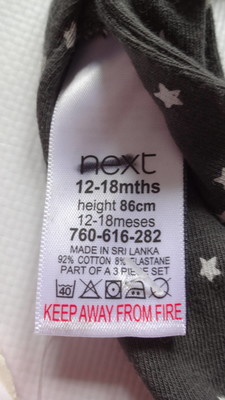 next
12-18mths
height 86cm
12-18meses
760-616-282
MADE IN SRI LANKA
92% COTTON 8% ELASTANE
PART OF A 3 PIECE SET
40
KEEP AWAY FROM FIRE